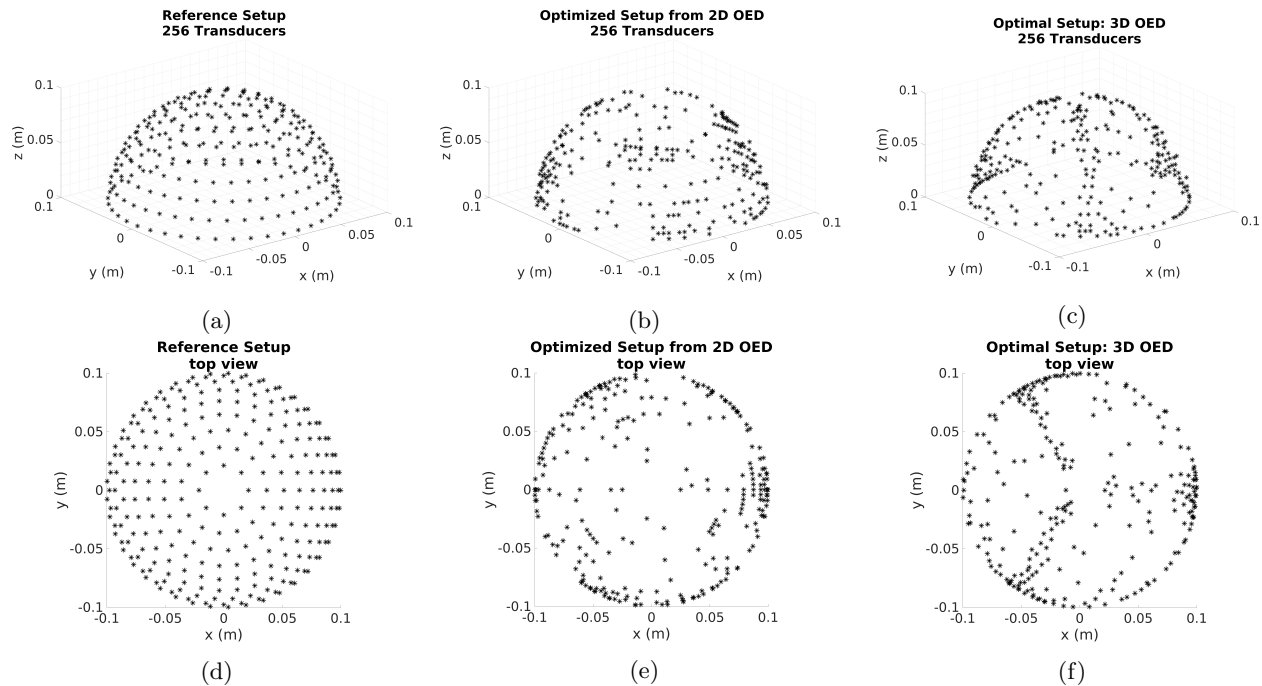 Reference Setup
256 Transducers
0.1
0.05
0
0.1
0
-0.1
-0.1
-0.05
0
0.05
0.1
z (m)
y (m)
x (m)
(a)
Optimized Setup from 2D OED
256 Transducers
0.1
0.05
0
0.1
0
-0.1
-0.1
-0.05
0
0.05
0.1
z (m)
y (m)
x (m)
(b)
Optimal Setup: 3D OED
256 Transducers
0.1
0.05
0
0.1
0
-0.1
-0.1
0
0.1
z (m)
y (m)
x (m)
(c)
Reference Setup
top view
0.1
0.05
0
-0.05
-0.1
-0.1
-0.05
0
0.05
0.1
y (m)
x (m)
(d)
Optimized Setup from 2D OED
top view
0.1
0.05
0
-0.05
-0.1
-0.1
-0.05
0
0.05
0.1
y (m)
x (m)
(e)
Optimal Setup: 3D OED
top view
0.1
0.05
0
-0.05
-0.1
-0.1
-0.05
0
0.05
0.1
y (m)
x (m)
(f)